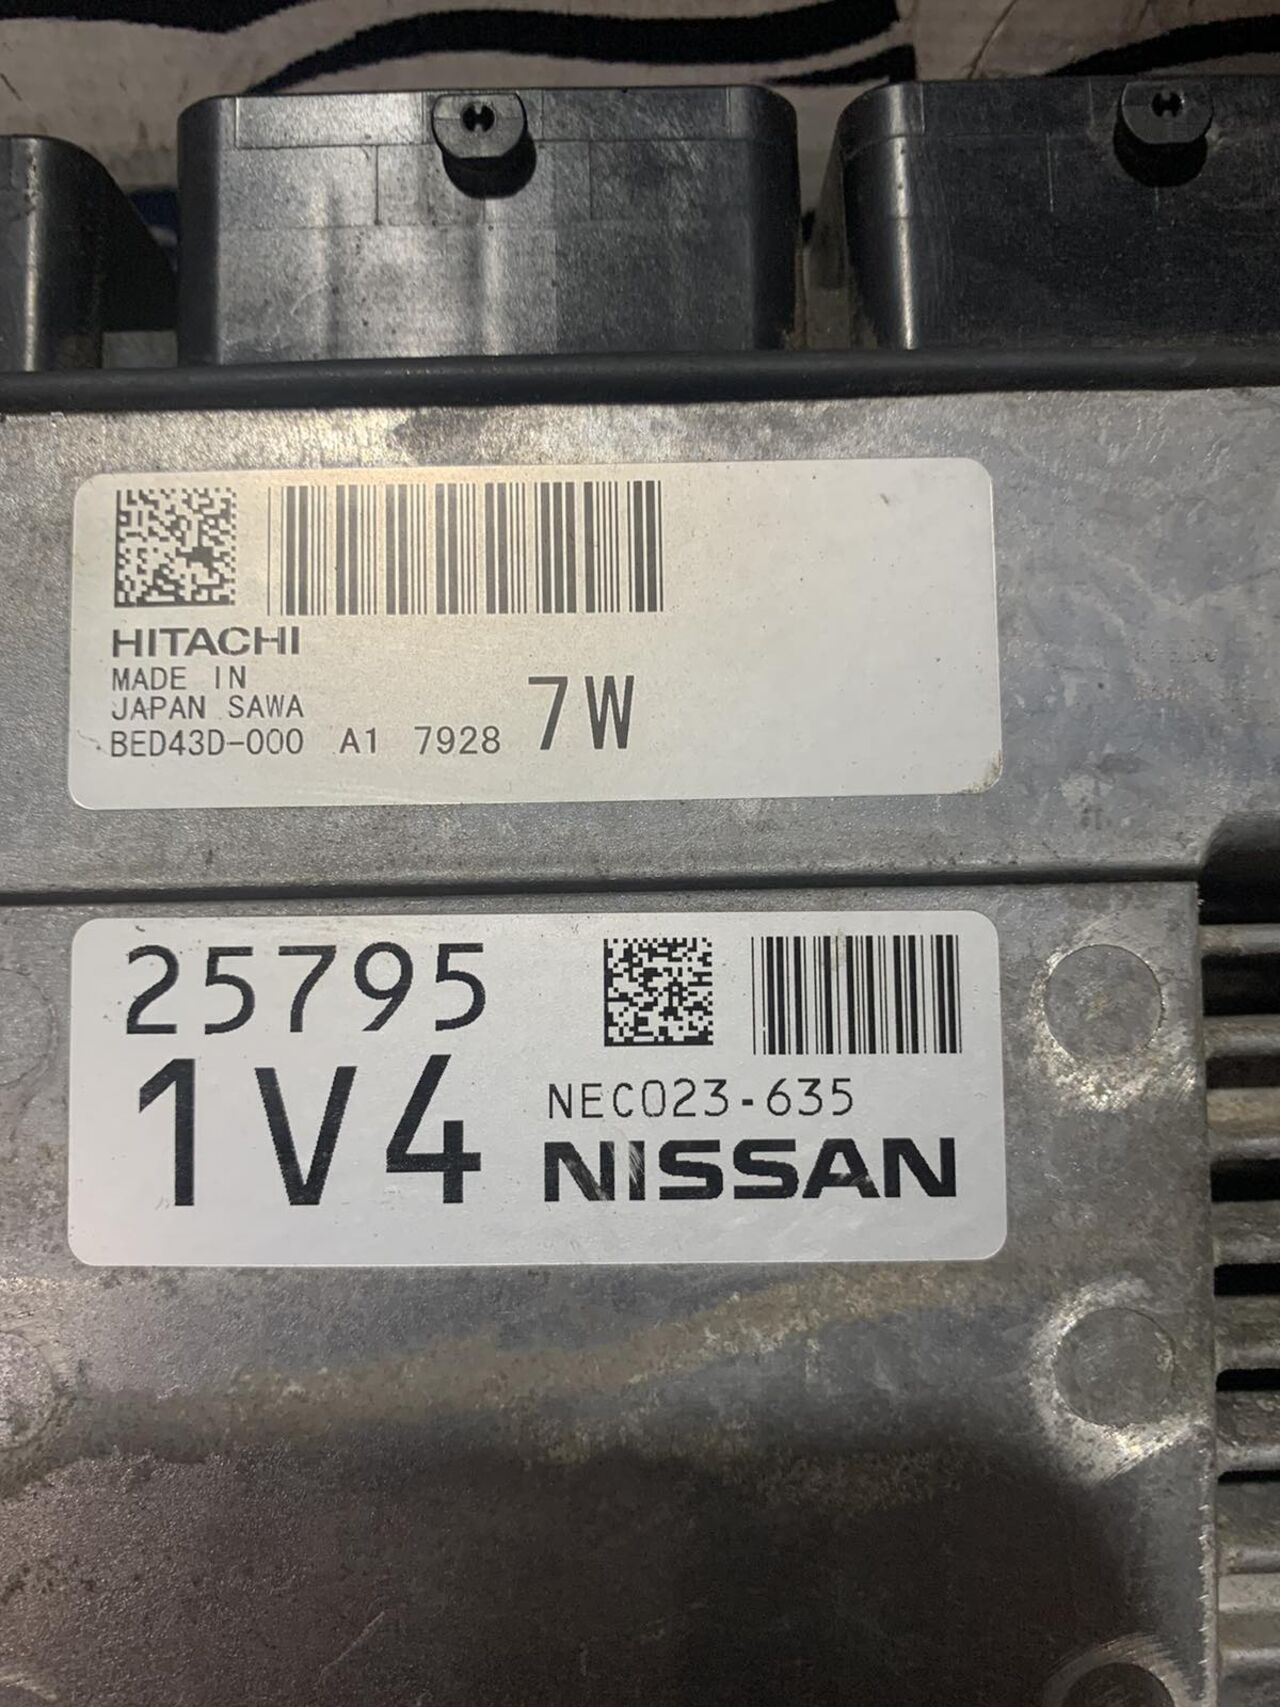 HITACHI
MADE IN
JAPAN SAWA
BED43D-000 A1 7928 7W
25795
1V4
NEC023-635
NISSAN